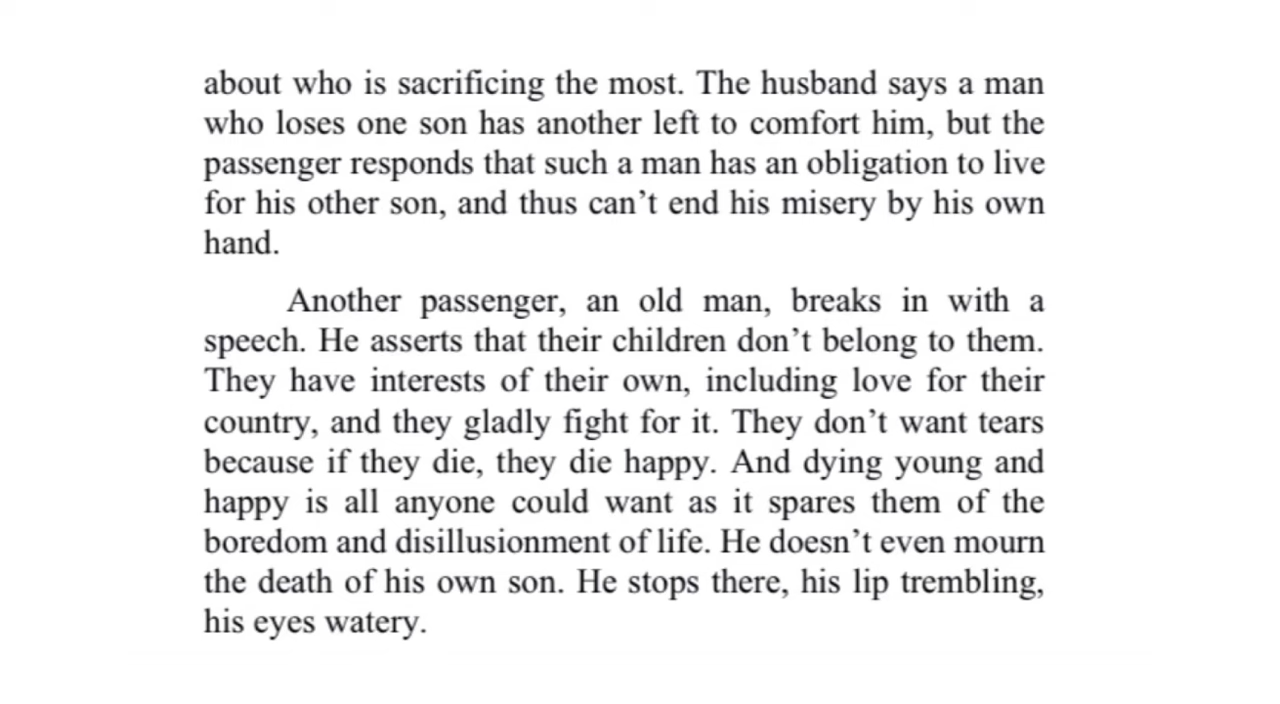 about who is sacrificing the most. The husband says a man
who loses one son has another left to comfort him, but the
passenger responds that such a man has an obligation to live
for his other son, and thus can’t end his misery by his own
hand.
Another passenger, an old man, breaks in with a
speech. He asserts that their children don’t belong to them.
They have interests of their own, including love for their
country, and they gladly fight for it. They don’t want tears
because if they die, they die happy. And dying young and
happy is all anyone could want as it spares them of the
boredom and disillusionment of life. He doesn’t even mourn
the death of his own son. He stops there, his lip trembling,
his eyes watery.